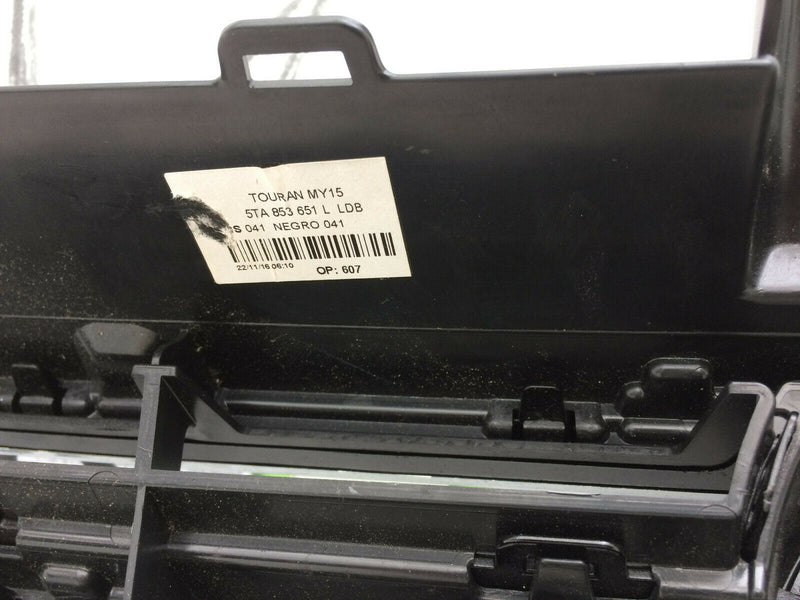 TOURAN MY15
5TA 853 651 L LDB
S 041 NEGRO 041
22/11/16 06:10 OP: 607